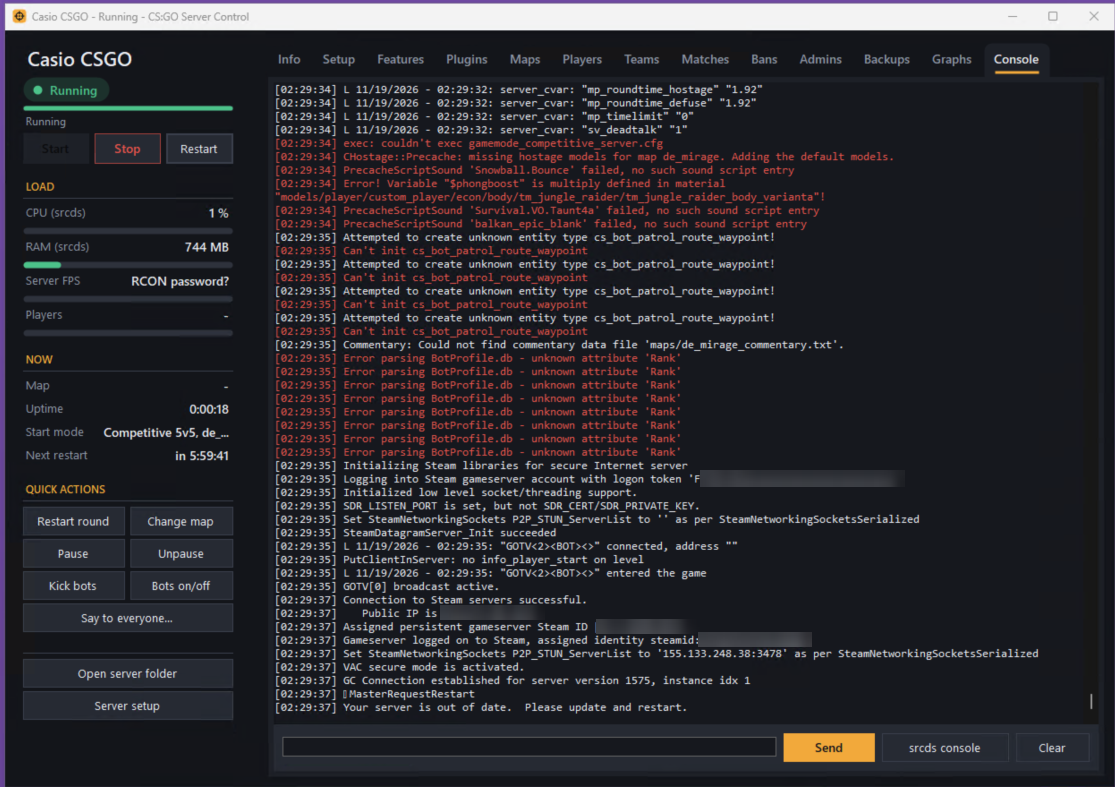 Casio CSGO - Running - CS:GO Server Control
Casio CSGO
Running
Running
Start
Stop
Restart
LOAD
CPU (srcds) 1 %
RAM (srcds) 744 MB
Server FPS RCON password?
Players -
NOW
Map -
Uptime 0:00:18
Start mode Competitive 5v5, de_...
Next restart in 5:59:41
QUICK ACTIONS
Restart round
Change map
Pause
Unpause
Kick bots
Bots on/off
Say to everyone...
Open server folder
Server setup
Info Setup Features Plugins Maps Players Teams Matches Bans Admins Backups Graphs Console
[02:29:34] L 11/19/2026 - 02:29:32: server_cvar: "mp_roundtime_hostage" "1.92"
[02:29:34] L 11/19/2026 - 02:29:32: server_cvar: "mp_roundtime_defuse" "1.92"
[02:29:34] L 11/19/2026 - 02:29:32: server_cvar: "mp_timelimit" "0"
[02:29:34] L 11/19/2026 - 02:29:32: server_cvar: "sv_deadtalk" "1"
[02:29:34] exec: couldn't exec gamemode_competitive_server.cfg
[02:29:34] CHostage::Precache: missing hostage models for map de_mirage. Adding the default models.
[02:29:34] PrecacheScriptSound 'Snowball.Bounce' failed, no such sound script entry
[02:29:34] Error! Variable "$phongboost" is multiply defined in material
"models/player/custom_player/econ/body/tm_jungle_raider/tm_jungle_raider_body_varianta"!
[02:29:34] PrecacheScriptSound 'Survival.VO.Taunt4a' failed, no such sound script entry
[02:29:34] PrecacheScriptSound 'balkan_epic_blank' failed, no such sound script entry
[02:29:35] Attempted to create unknown entity type cs_bot_patrol_route_waypoint!
[02:29:35] Can't init cs_bot_patrol_route_waypoint
[02:29:35] Attempted to create unknown entity type cs_bot_patrol_route_waypoint!
[02:29:35] Can't init cs_bot_patrol_route_waypoint
[02:29:35] Attempted to create unknown entity type cs_bot_patrol_route_waypoint!
[02:29:35] Can't init cs_bot_patrol_route_waypoint
[02:29:35] Attempted to create unknown entity type cs_bot_patrol_route_waypoint!
[02:29:35] Can't init cs_bot_patrol_route_waypoint
[02:29:35] Commentary: Could not find commentary data file 'maps/de_mirage_commentary.txt'.
[02:29:35] Error parsing BotProfile.db - unknown attribute 'Rank'
[02:29:35] Error parsing BotProfile.db - unknown attribute 'Rank'
[02:29:35] Error parsing BotProfile.db - unknown attribute 'Rank'
[02:29:35] Error parsing BotProfile.db - unknown attribute 'Rank'
[02:29:35] Error parsing BotProfile.db - unknown attribute 'Rank'
[02:29:35] Error parsing BotProfile.db - unknown attribute 'Rank'
[02:29:35] Error parsing BotProfile.db - unknown attribute 'Rank'
[02:29:35] Error parsing BotProfile.db - unknown attribute 'Rank'
[02:29:35] Initializing Steam libraries for secure Internet server
[02:29:35] Logging into Steam gameserver account with logon token 'F
[02:29:35] Initialized low level socket/threading support.
[02:29:35] SDR_LISTEN_PORT is set, but not SDR_CERT/SDR_PRIVATE_KEY.
[02:29:35] Set SteamNetworkingSockets P2P_STUN_ServerList to '' as per SteamNetworkingSocketsSerialized
[02:29:35] SteamDatagramServer_Init succeeded
[02:29:35] L 11/19/2026 - 02:29:35: "GOTV<2><BOT><>" connected, address ""
[02:29:35] PutClientInServer: no info_player_start on level
[02:29:35] L 11/19/2026 - 02:29:35: "GOTV<2><BOT><>" entered the game
[02:29:35] GOTV[0] broadcast active.
[02:29:37] Connection to Steam servers successful.
[02:29:37] Public IP is
[02:29:37] Assigned persistent gameserver Steam ID
[02:29:37] Gameserver logged on to Steam, assigned identity steamid:
[02:29:37] Set SteamNetworkingSockets P2P_STUN_ServerList to '155.133.248.38:3478' as per SteamNetworkingSocketsSerialized
[02:29:37] VAC secure mode is activated.
[02:29:37] GC Connection established for server version 1575, instance idx 1
[02:29:37] MasterRequestRestart
[02:29:37] Your server is out of date. Please update and restart.
Send
srcds console
Clear